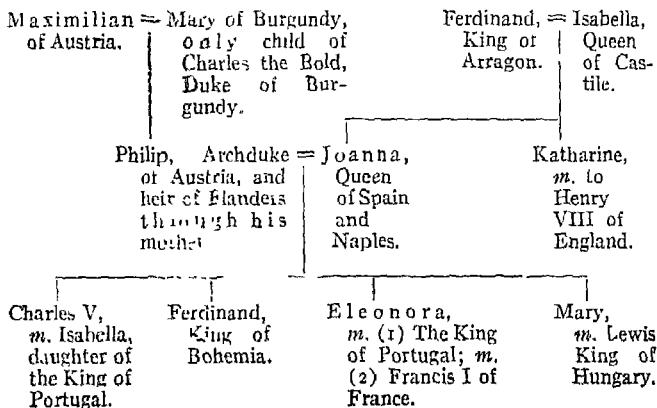 Maximilian = Mary of Burgundy,
of Austria. only child of
Charles the Bold,
Duke of Bur-
gundy.
Ferdinand, = Isabella,
King or Queen
Arragon. of Cas-
tile.
Philip, Archduke = Joanna,
of Austria, and Queen
heir of Flanders of Spain
through his and
mother Naples.
Katharine,
m. to
Henry
VIII of
England.
Charles V,
m. Isabella,
daughter of
the King of
Portugal.
Ferdinand,
King of
Bohemia.
Eleonora,
m. (1) The King
of Portugal; m.
(2) Francis I of
France.
Mary,
m. Lewis
King of
Hungary.